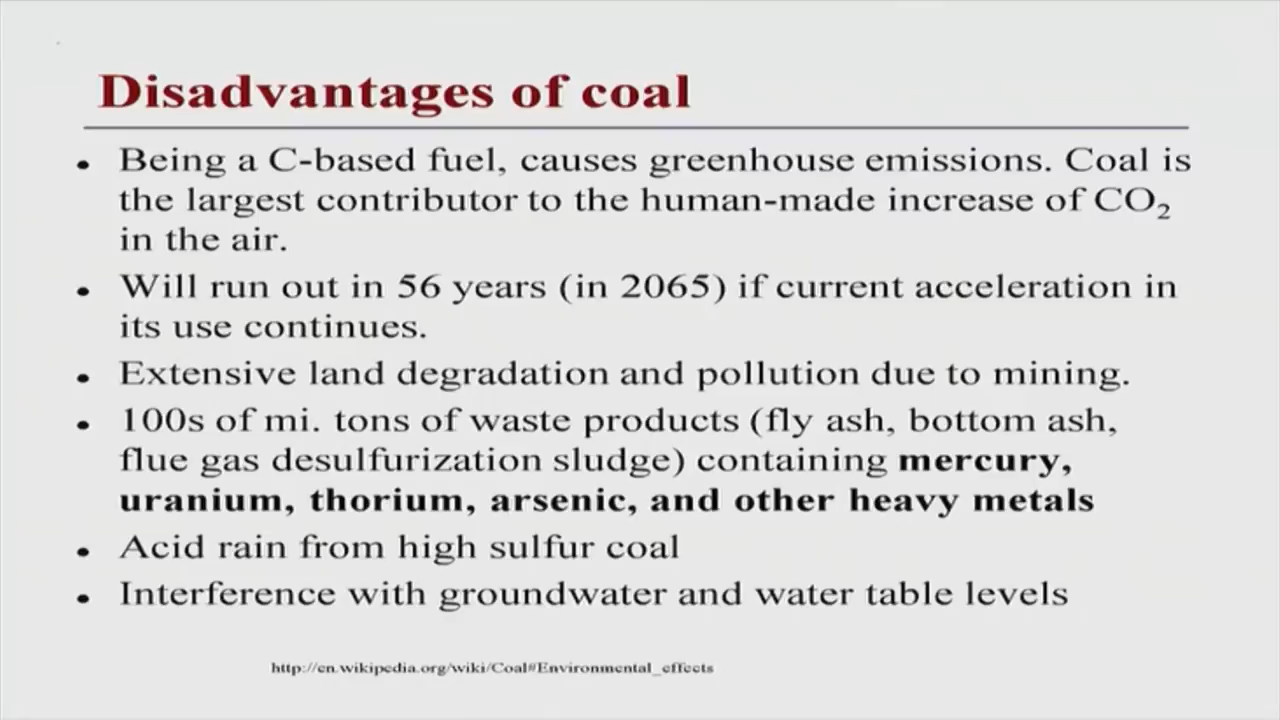 Disadvantages of coal
• Being a C-based fuel, causes greenhouse emissions. Coal is
the largest contributor to the human-made increase of CO₂
in the air.
• Will run out in 56 years (in 2065) if current acceleration in
its use continues.
• Extensive land degradation and pollution due to mining.
• 100s of mi. tons of waste products (fly ash, bottom ash,
flue gas desulfurization sludge) containing mercury,
uranium, thorium, arsenic, and other heavy metals
• Acid rain from high sulfur coal
• Interference with groundwater and water table levels
http://en.wikipedia.org/wiki/Coal#Environmental_effects